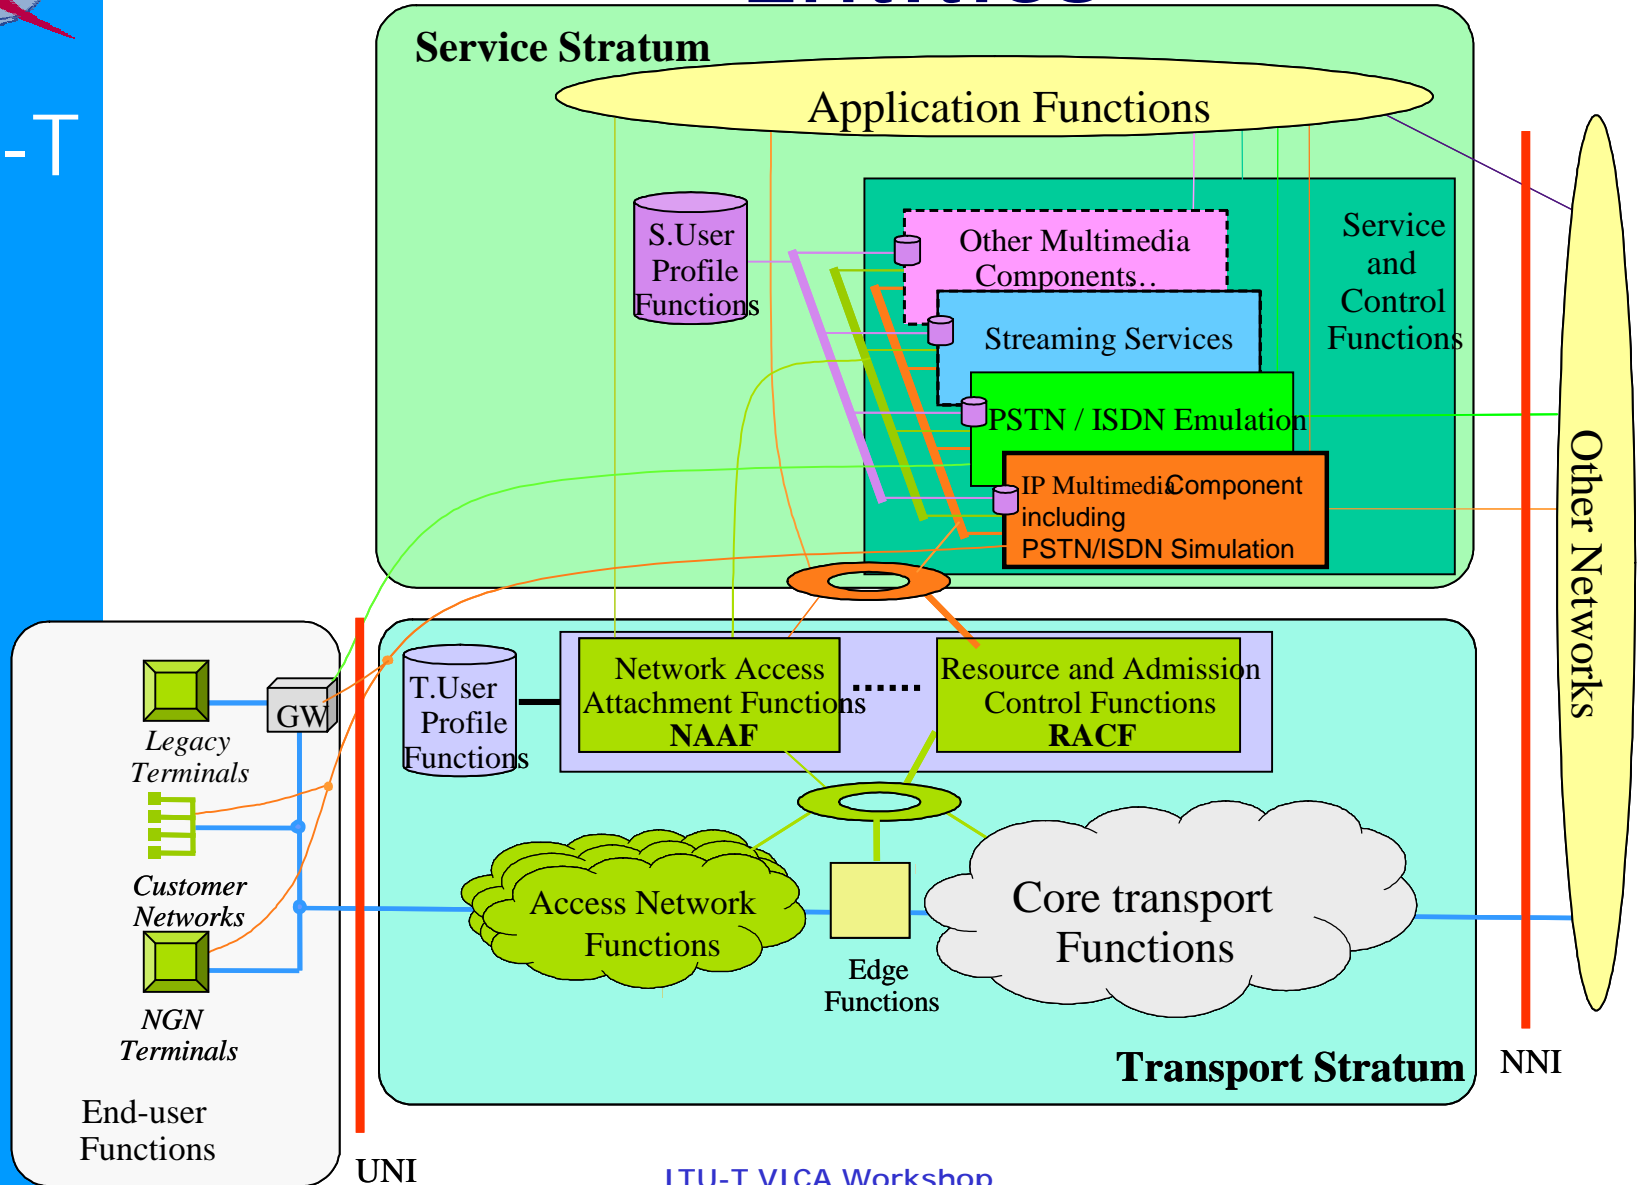 Entities
-T
Service Stratum
Application Functions
S.User
Profile
Functions
Other Multimedia
Components..
Streaming Services
PSTN / ISDN Emulation
IP Multimedia Component
including
PSTN/ISDN Simulation
Service
and
Control
Functions
Other Networks
T.User
Profile
Functions
Network Access
Attachment Functions
NAAF
......
Resource and Admission
Control Functions
RACF
GW
Legacy
Terminals
Customer
Networks
NGN
Terminals
End-user
Functions
Access Network
Functions
Edge
Functions
Core transport
Functions
Transport Stratum
NNI
UNI
ITU-T VICA Workshop